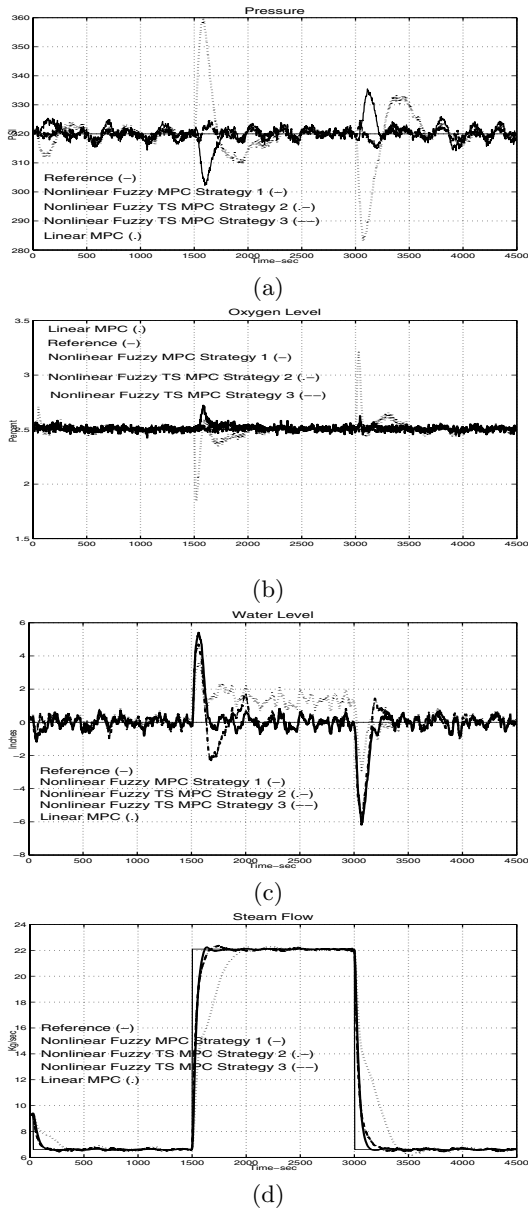 Pressure
360
350
340
330
320
310
300
290
280
PSI
Reference (−)
Nonlinear Fuzzy MPC Strategy 1 (−)
Nonlinear Fuzzy TS MPC Strategy 2 (.−)
Nonlinear Fuzzy TS MPC Strategy 3 (−−)
Linear MPC (.)
0 500 1000 1500 2000 2500 3000 3500 4000 4500
Time−sec
(a)
Oxygen Level
3.5
3
2.5
2
1.5
Percent
Linear MPC (.)
Reference (−)
Nonlinear Fuzzy MPC Strategy 1 (−)
Nonlinear Fuzzy TS MPC Strategy 2 (.−)
Nonlinear Fuzzy TS MPC Strategy 3 (−−)
0 500 1000 1500 2000 2500 3000 3500 4000 4500
(b)
Water Level
6
4
2
0
−2
−4
−6
−8
Inches
Reference (−)
Nonlinear Fuzzy MPC Strategy 1 (−)
Nonlinear Fuzzy TS MPC Strategy 2 (.−)
Nonlinear Fuzzy TS MPC Strategy 3 (−−)
Linear MPC (.)
0 500 1000 1500 2000 2500 3000 3500 4000 4500
Time−sec
(c)
Steam Flow
24
22
20
18
16
14
12
10
8
6
Kg/sec
Reference (−)
Nonlinear Fuzzy MPC Strategy 1 (−)
Nonlinear Fuzzy TS MPC Strategy 2 (.−)
Nonlinear Fuzzy TS MPC Strategy 3 (−−)
Linear MPC (.)
0 500 1000 1500 2000 2500 3000 3500 4000 4500
Time−sec
(d)